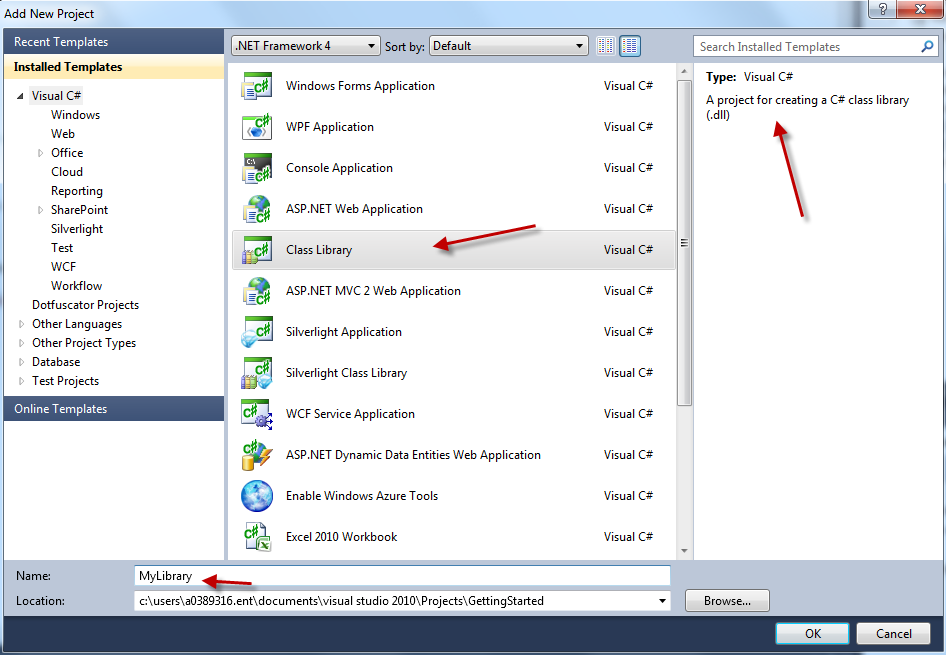 Add New Project
?
Recent Templates
Installed Templates
Visual C#
Windows
Web
Office
Cloud
Reporting
SharePoint
Silverlight
Test
WCF
Workflow
Dotfuscator Projects
Other Languages
Other Project Types
Database
Test Projects
Online Templates
.NET Framework 4 Sort by: Default
Windows Forms Application Visual C#
WPF Application Visual C#
Console Application Visual C#
ASP.NET Web Application Visual C#
Class Library Visual C#
ASP.NET MVC 2 Web Application Visual C#
Silverlight Application Visual C#
Silverlight Class Library Visual C#
WCF Service Application Visual C#
ASP.NET Dynamic Data Entities Web Application Visual C#
Enable Windows Azure Tools Visual C#
Excel 2010 Workbook Visual C#
Search Installed Templates
Type: Visual C#
A project for creating a C# class library
(.dll)
Name: MyLibrary
Location: c:\users\a0389316.ent\documents\visual studio 2010\Projects\GettingStarted Browse...
OK Cancel